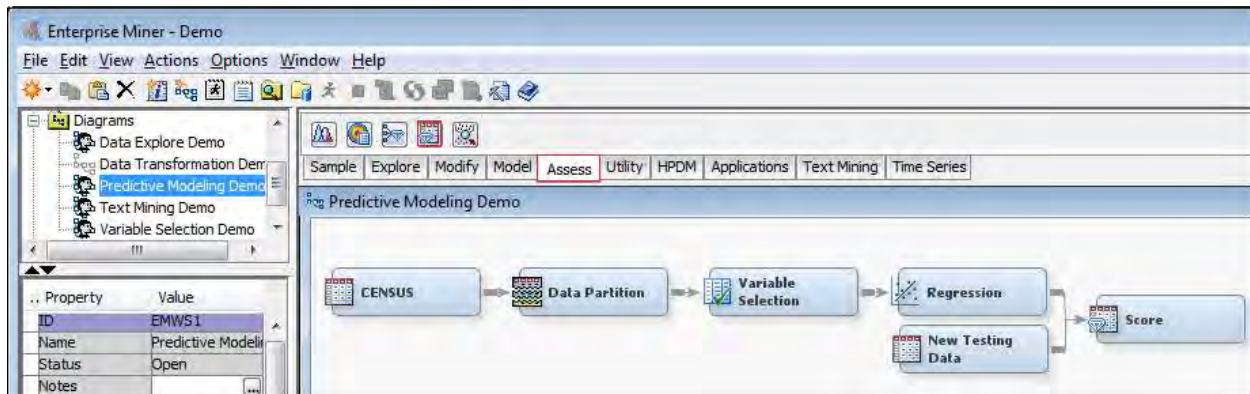 Enterprise Miner - Demo
File Edit View Actions Options Window Help
Diagrams
Data Explore Demo
Data Transformation Dem
Predictive Modeling Demo
Text Mining Demo
Variable Selection Demo
Sample Explore Modify Model Assess Utility HPDM Applications Text Mining Time Series
Predictive Modeling Demo
CENSUS
Data Partition
Variable
Selection
Regression
New Testing
Data
Score
.. Property Value
ID EMWS1
Name Predictive Modelin
Status Open
Notes ...